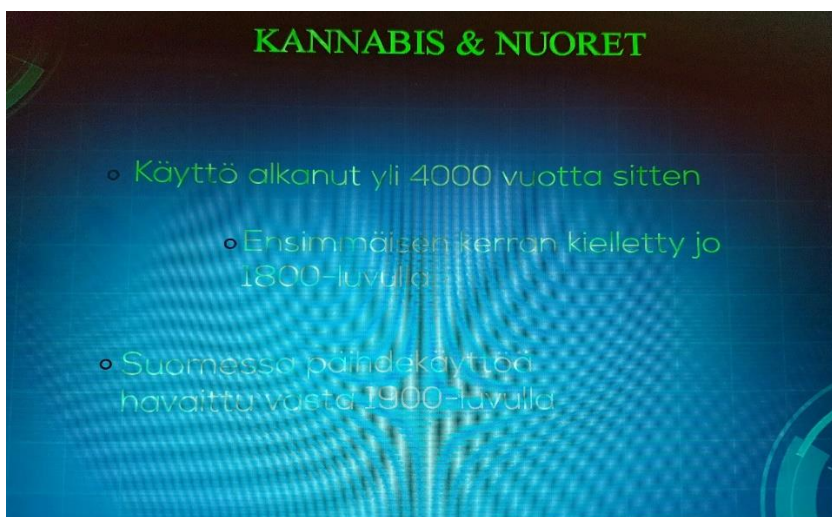 KANNABIS & NUORET
Käyttö alkanut yli 4000 vuotta sitten
Ensimmäisen kerran kielletty jo
1800-luvulla
Suomessa päihdekäyttöä
havaittu vasta 1900-luvulla